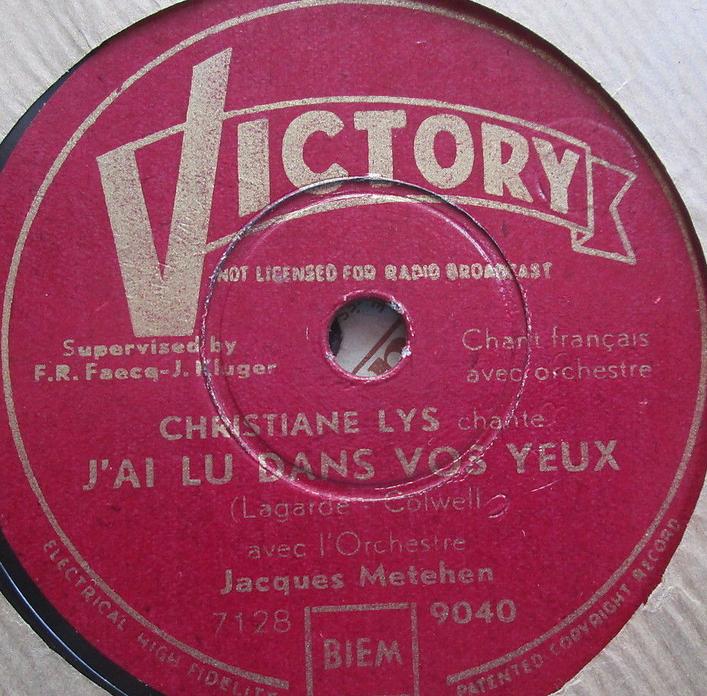 VICTORY
NOT LICENSED FOR RADIO BROADCAST
Supervised by
F.R. Faecq-J. Kluger
Chant français
avec orchestre
CHRISTIANE LYS chante
J'AI LU DANS VOS YEUX
(Lagarde - Colwell)
avec l'Orchestre
Jacques Metehen
7128 BIEM 9040
ELECTRICAL HIGH FIDELITY
PATENTED COPYRIGHT RECORD